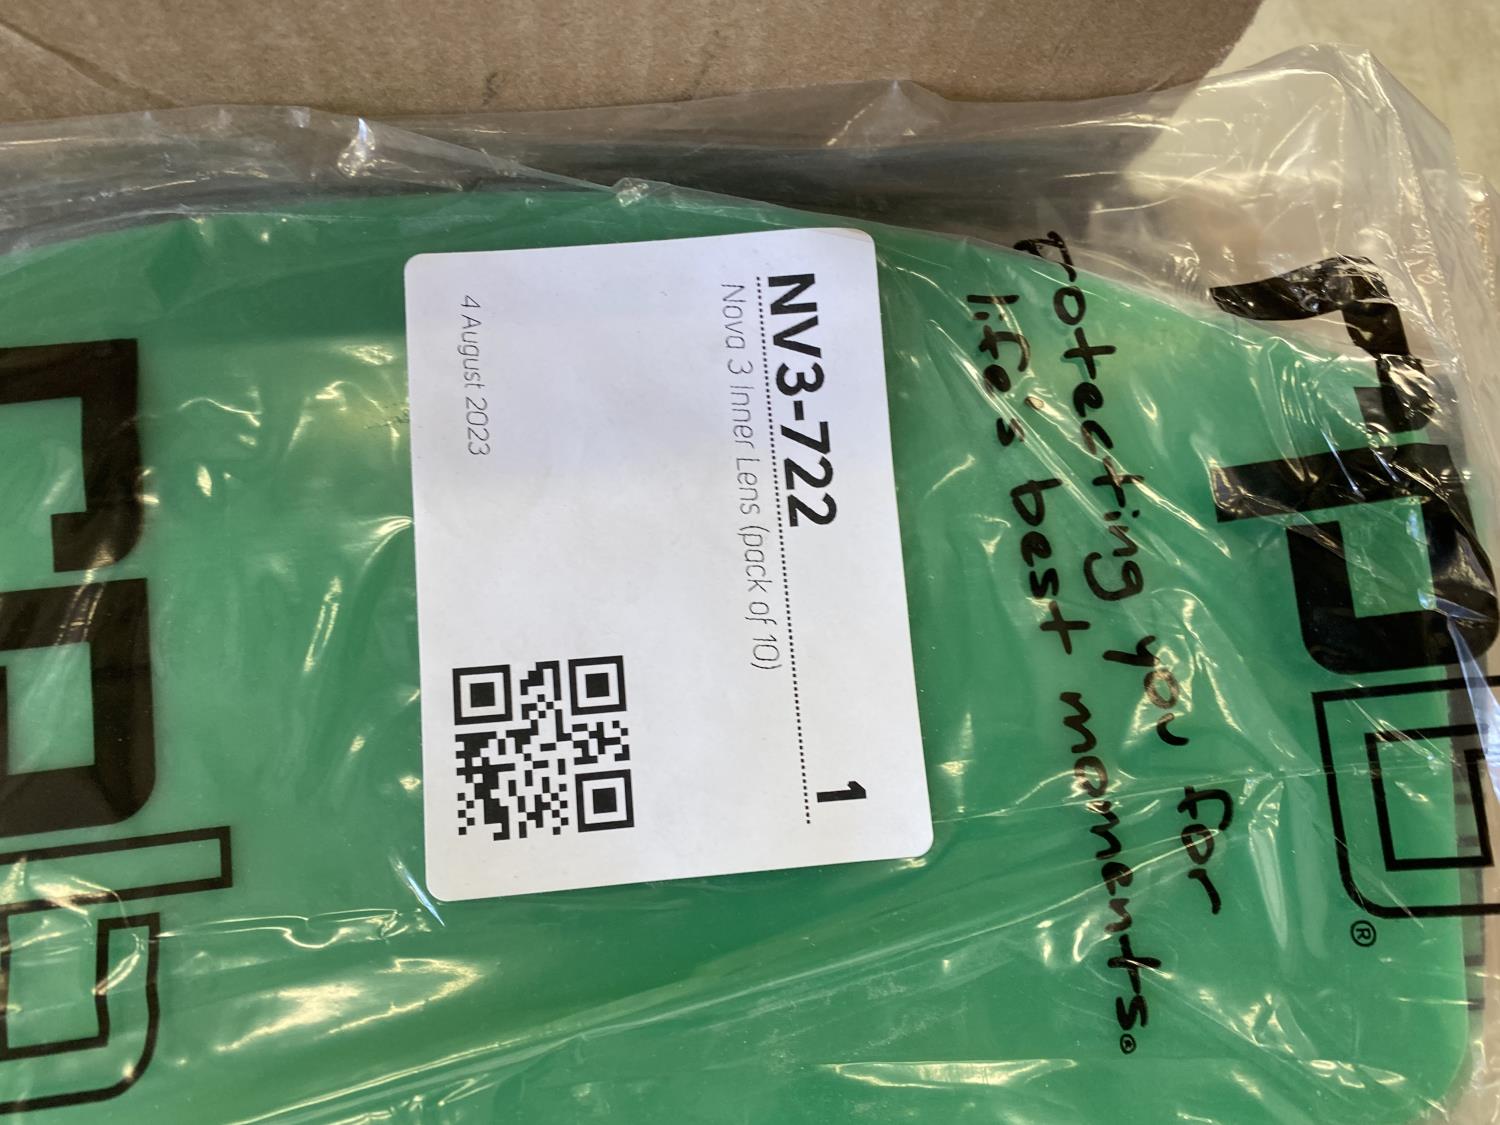 NV3-722
1
Nova 3 Inner Lens (pack of 10)
4 August 2023
protecting you for
life's best moments.®
®